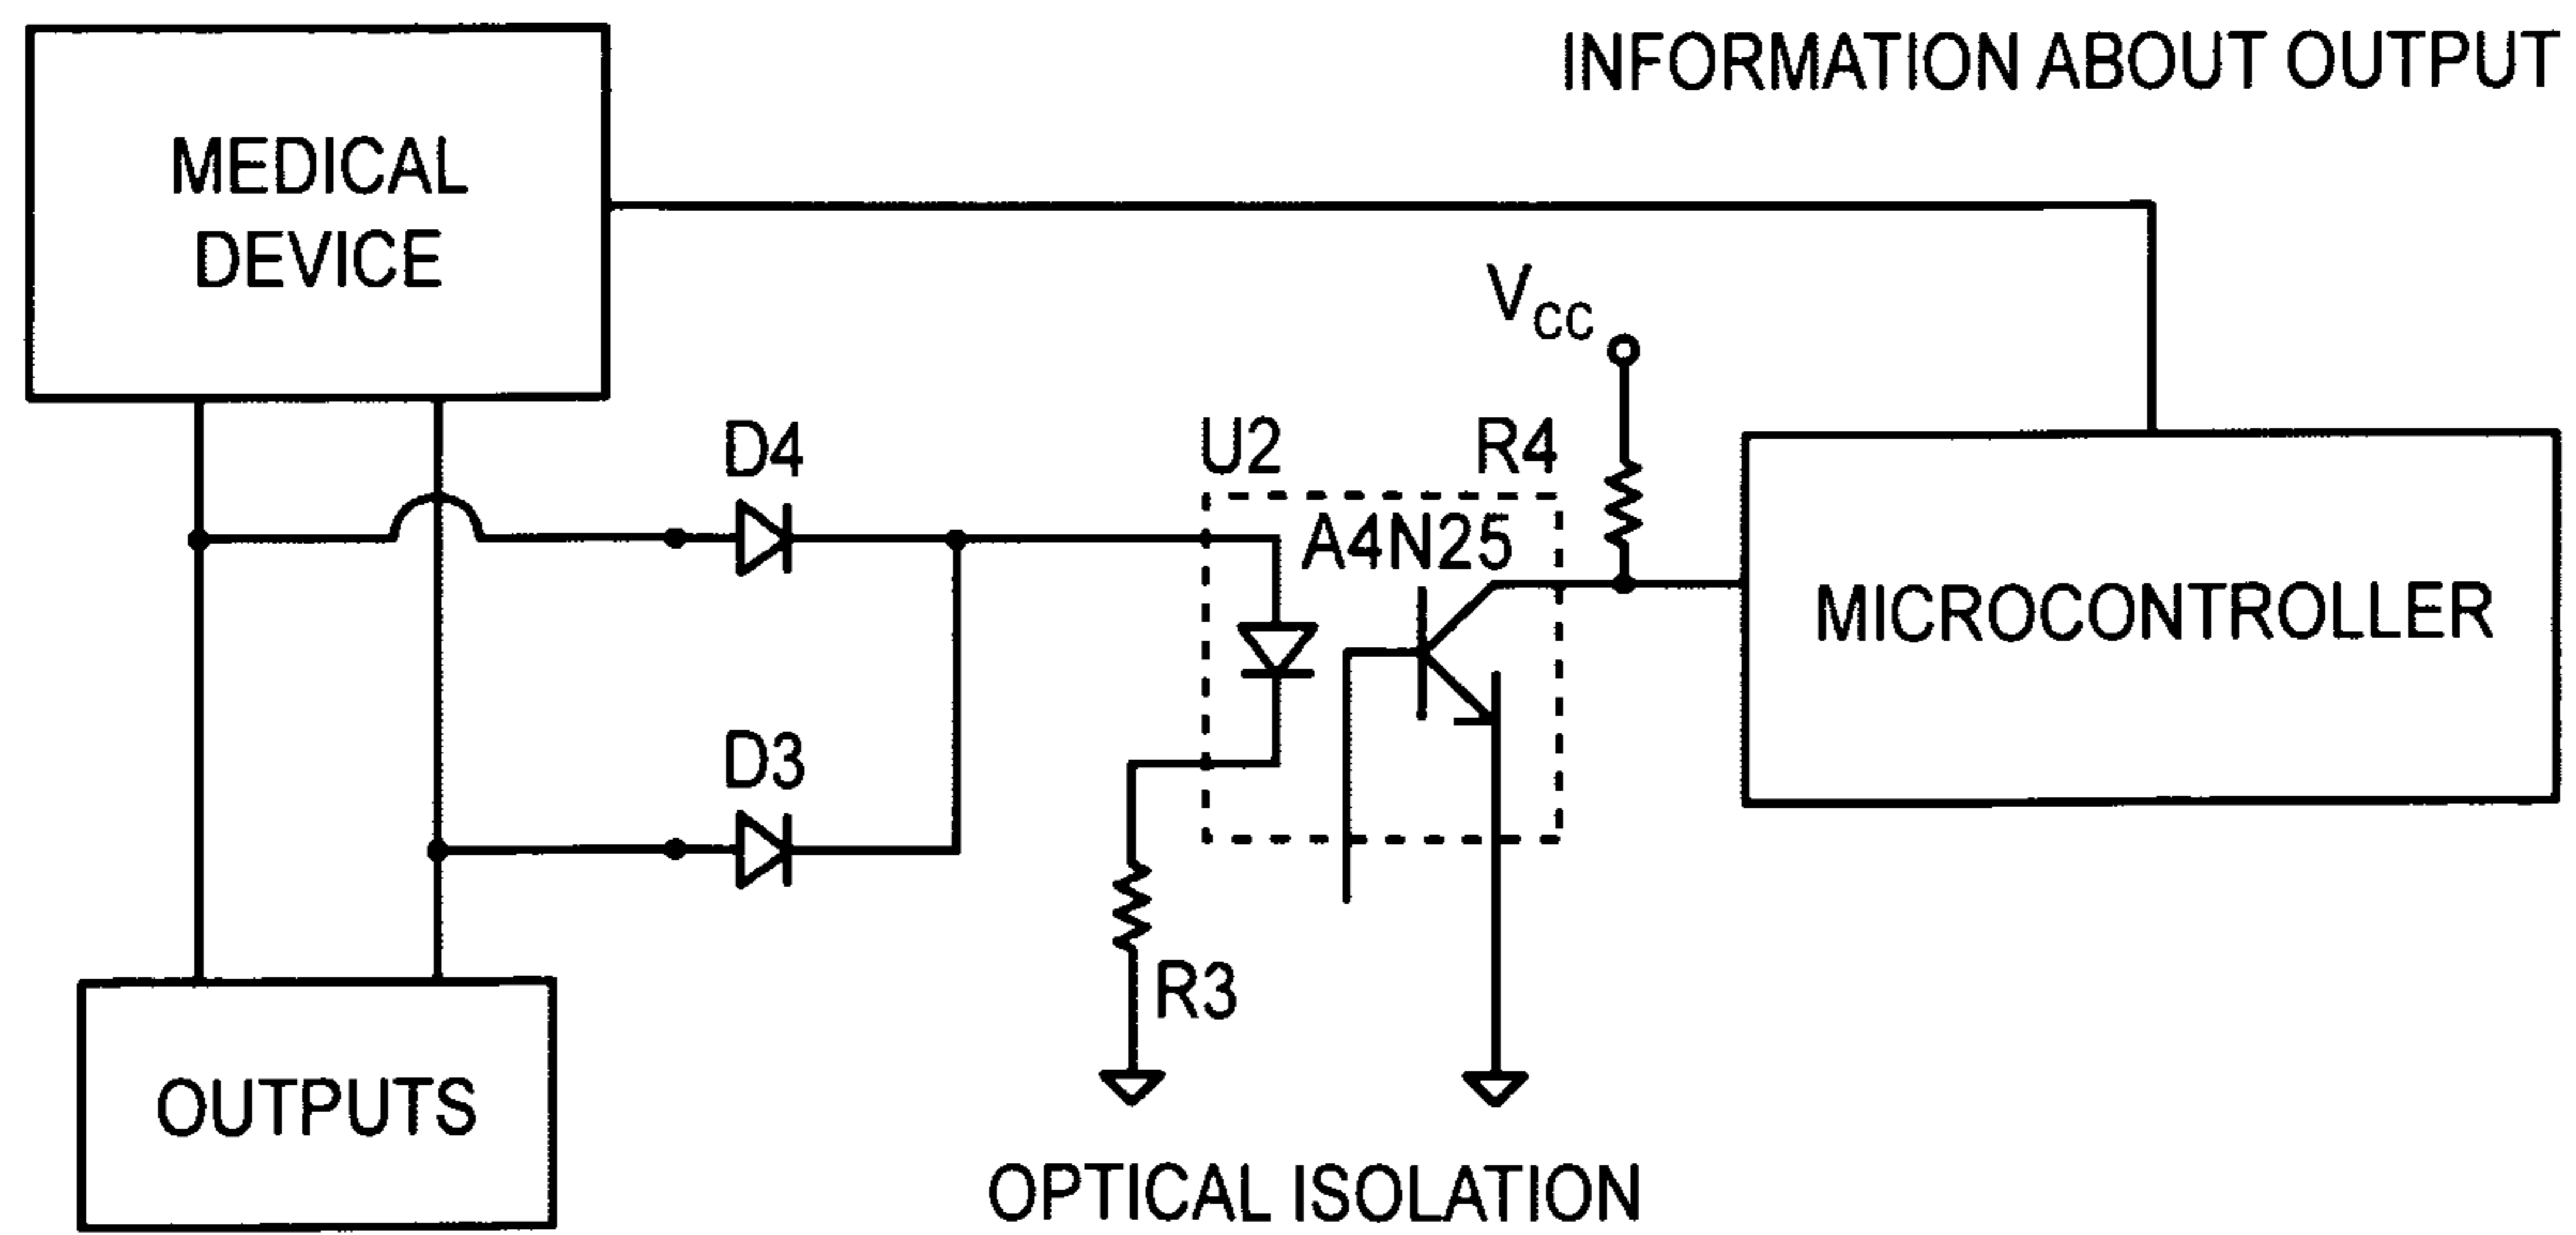 INFORMATION ABOUT OUTPUT
MEDICAL
DEVICE
VCC
D4
U2
R4
A4N25
MICROCONTROLLER
D3
R3
OUTPUTS
OPTICAL ISOLATION